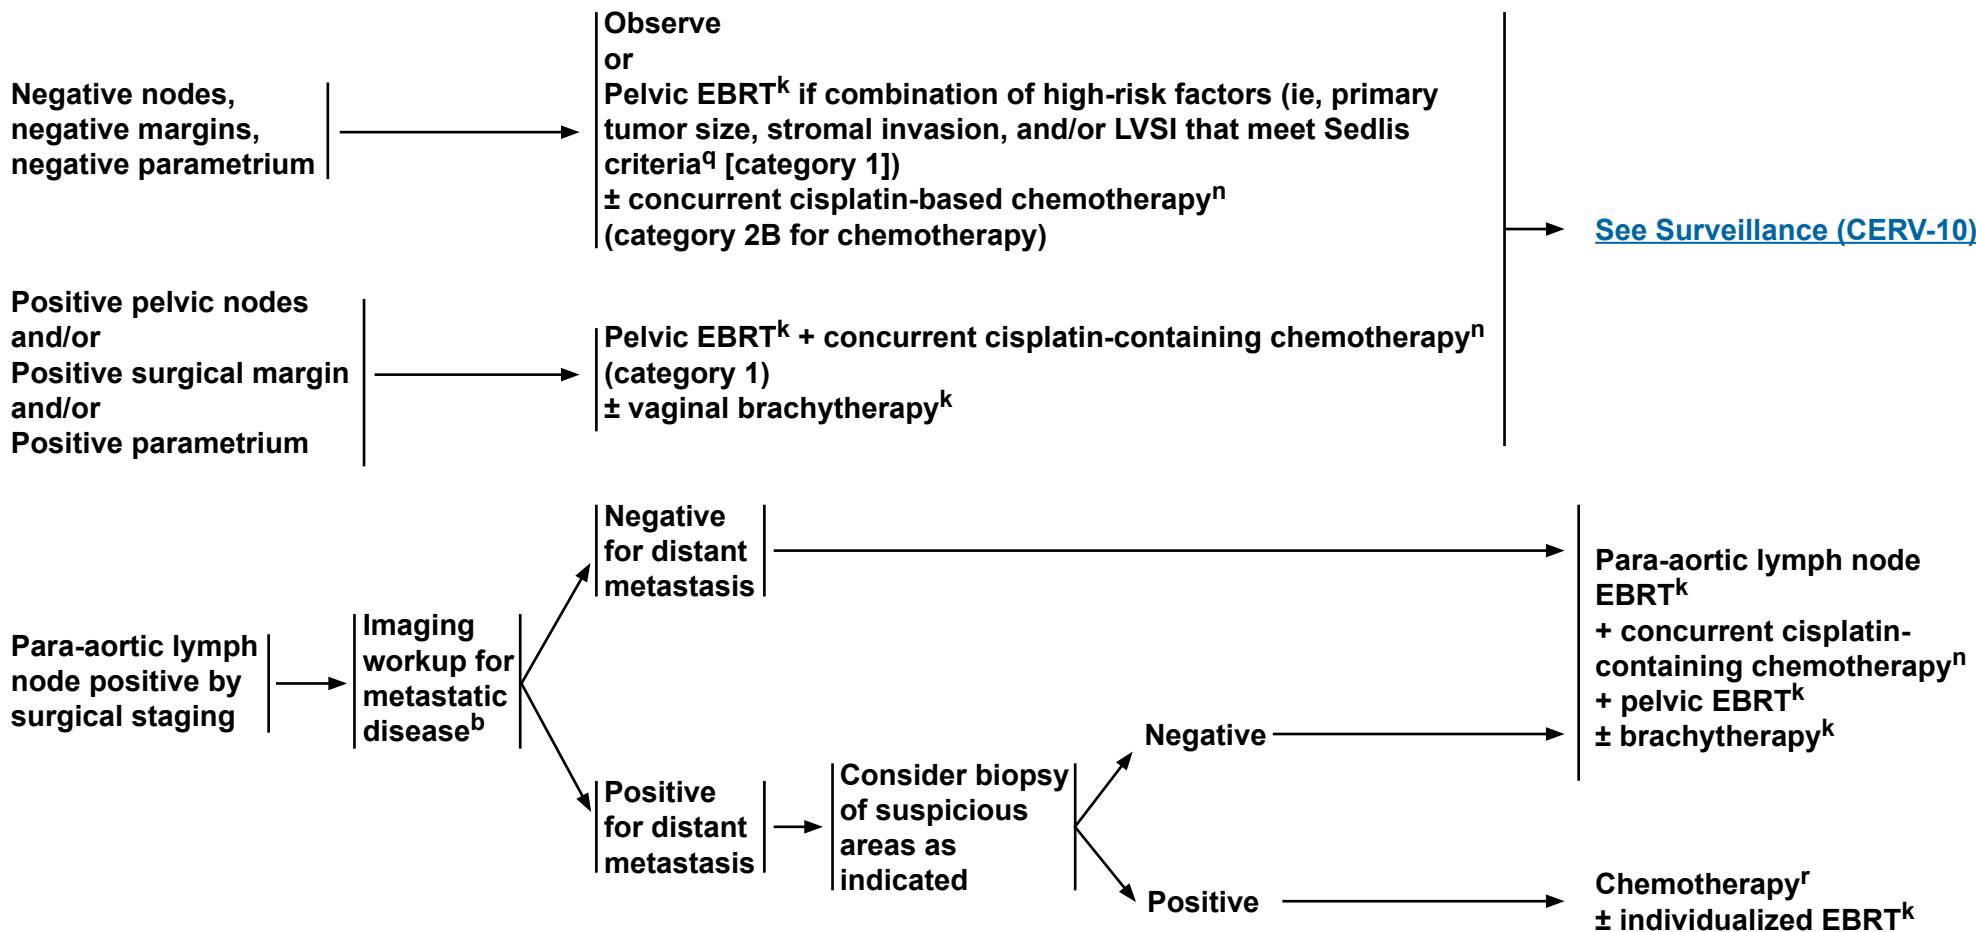 Negative nodes,
negative margins,
negative parametrium
Observe
or
Pelvic EBRTᵏ if combination of high-risk factors (ie, primary
tumor size, stromal invasion, and/or LVSI that meet Sedlis
criteria^q [category 1])
± concurrent cisplatin-based chemotherapyⁿ
(category 2B for chemotherapy)
See Surveillance (CERV-10)
Positive pelvic nodes
and/or
Positive surgical margin
and/or
Positive parametrium
Pelvic EBRTᵏ + concurrent cisplatin-containing chemotherapyⁿ
(category 1)
± vaginal brachytherapyᵏ
Para-aortic lymph
node positive by
surgical staging
Imaging
workup for
metastatic
diseaseᵇ
Negative
for distant
metastasis
Positive
for distant
metastasis
Consider biopsy
of suspicious
areas as
indicated
Negative
Positive
Para-aortic lymph node
EBRTᵏ
+ concurrent cisplatin-
containing chemotherapyⁿ
+ pelvic EBRTᵏ
± brachytherapyᵏ
Chemotherapyʳ
± individualized EBRTᵏ